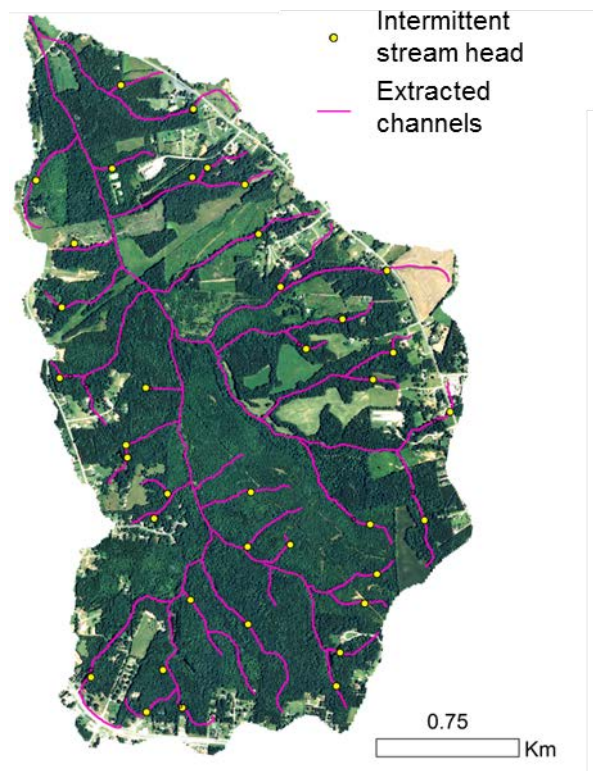 Intermittent
stream head
Extracted
channels
0.75
Km